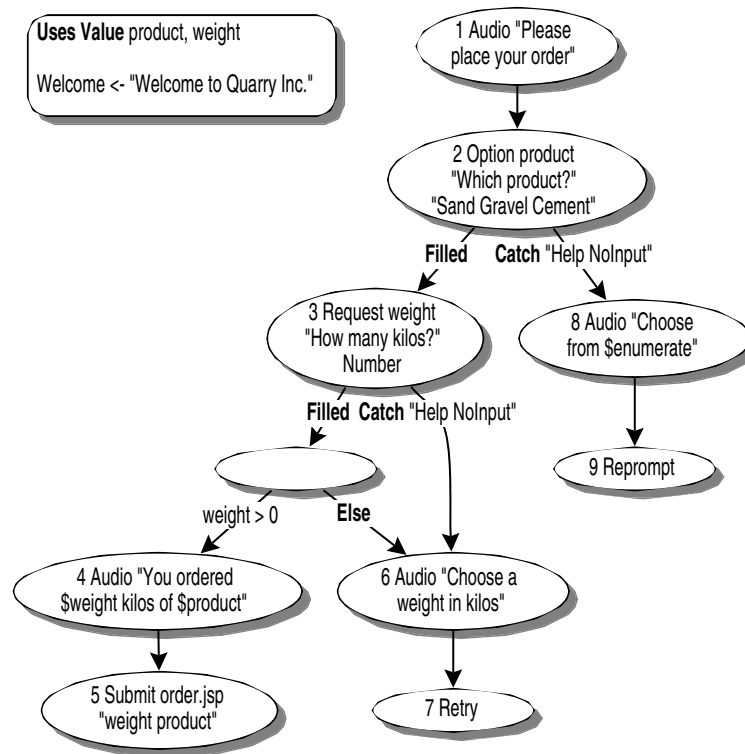 Uses Value product, weight
Welcome <- "Welcome to Quarry Inc."
1 Audio "Please
place your order"
2 Option product
"Which product?"
"Sand Gravel Cement"
Filled
Catch "Help NoInput"
3 Request weight
"How many kilos?"
Number
8 Audio "Choose
from $enumerate"
Filled
Catch "Help NoInput"
9 Reprompt
weight > 0
Else
4 Audio "You ordered
$weight kilos of $product"
6 Audio "Choose a
weight in kilos"
5 Submit order.jsp
"weight product"
7 Retry